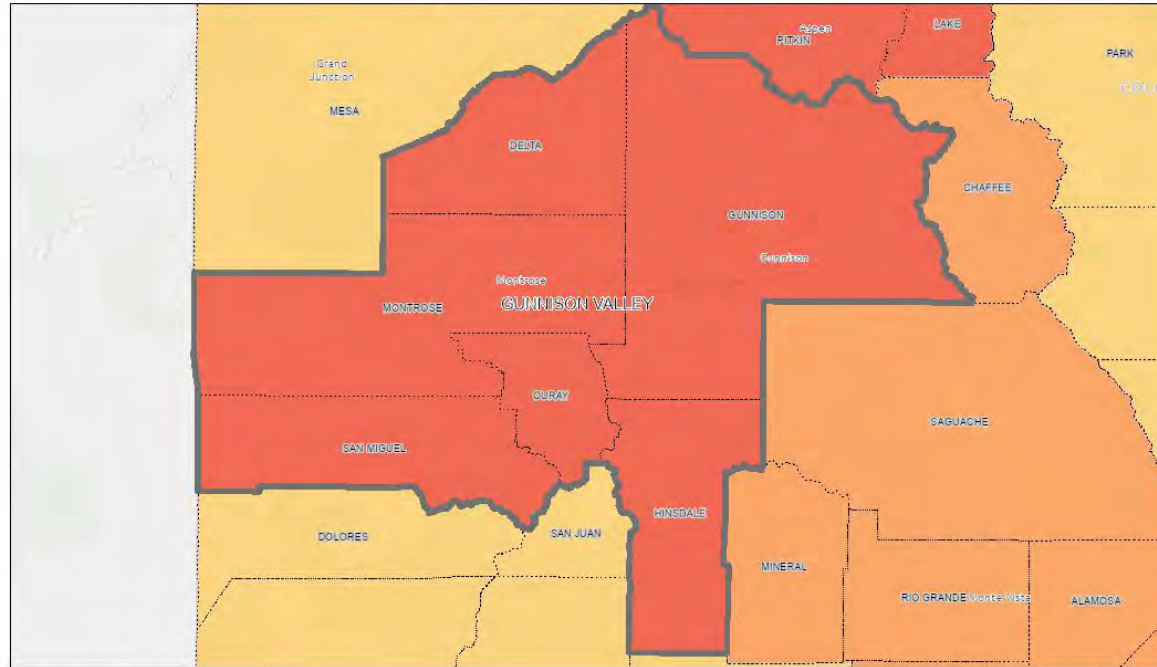 LAKE
Aspen
PITKIN
PARK
COL
Grand
Junction
MESA
DELTA
CHAFFEE
GUNNISON
Gunnison
Montrose
GUNNISON VALLEY
MONTROSE
OURAY
SAGUACHE
SAN MIGUEL
HINSDALE
DOLORES
SAN JUAN
MINERAL
RIO GRANDE Monte Vista
ALAMOSA